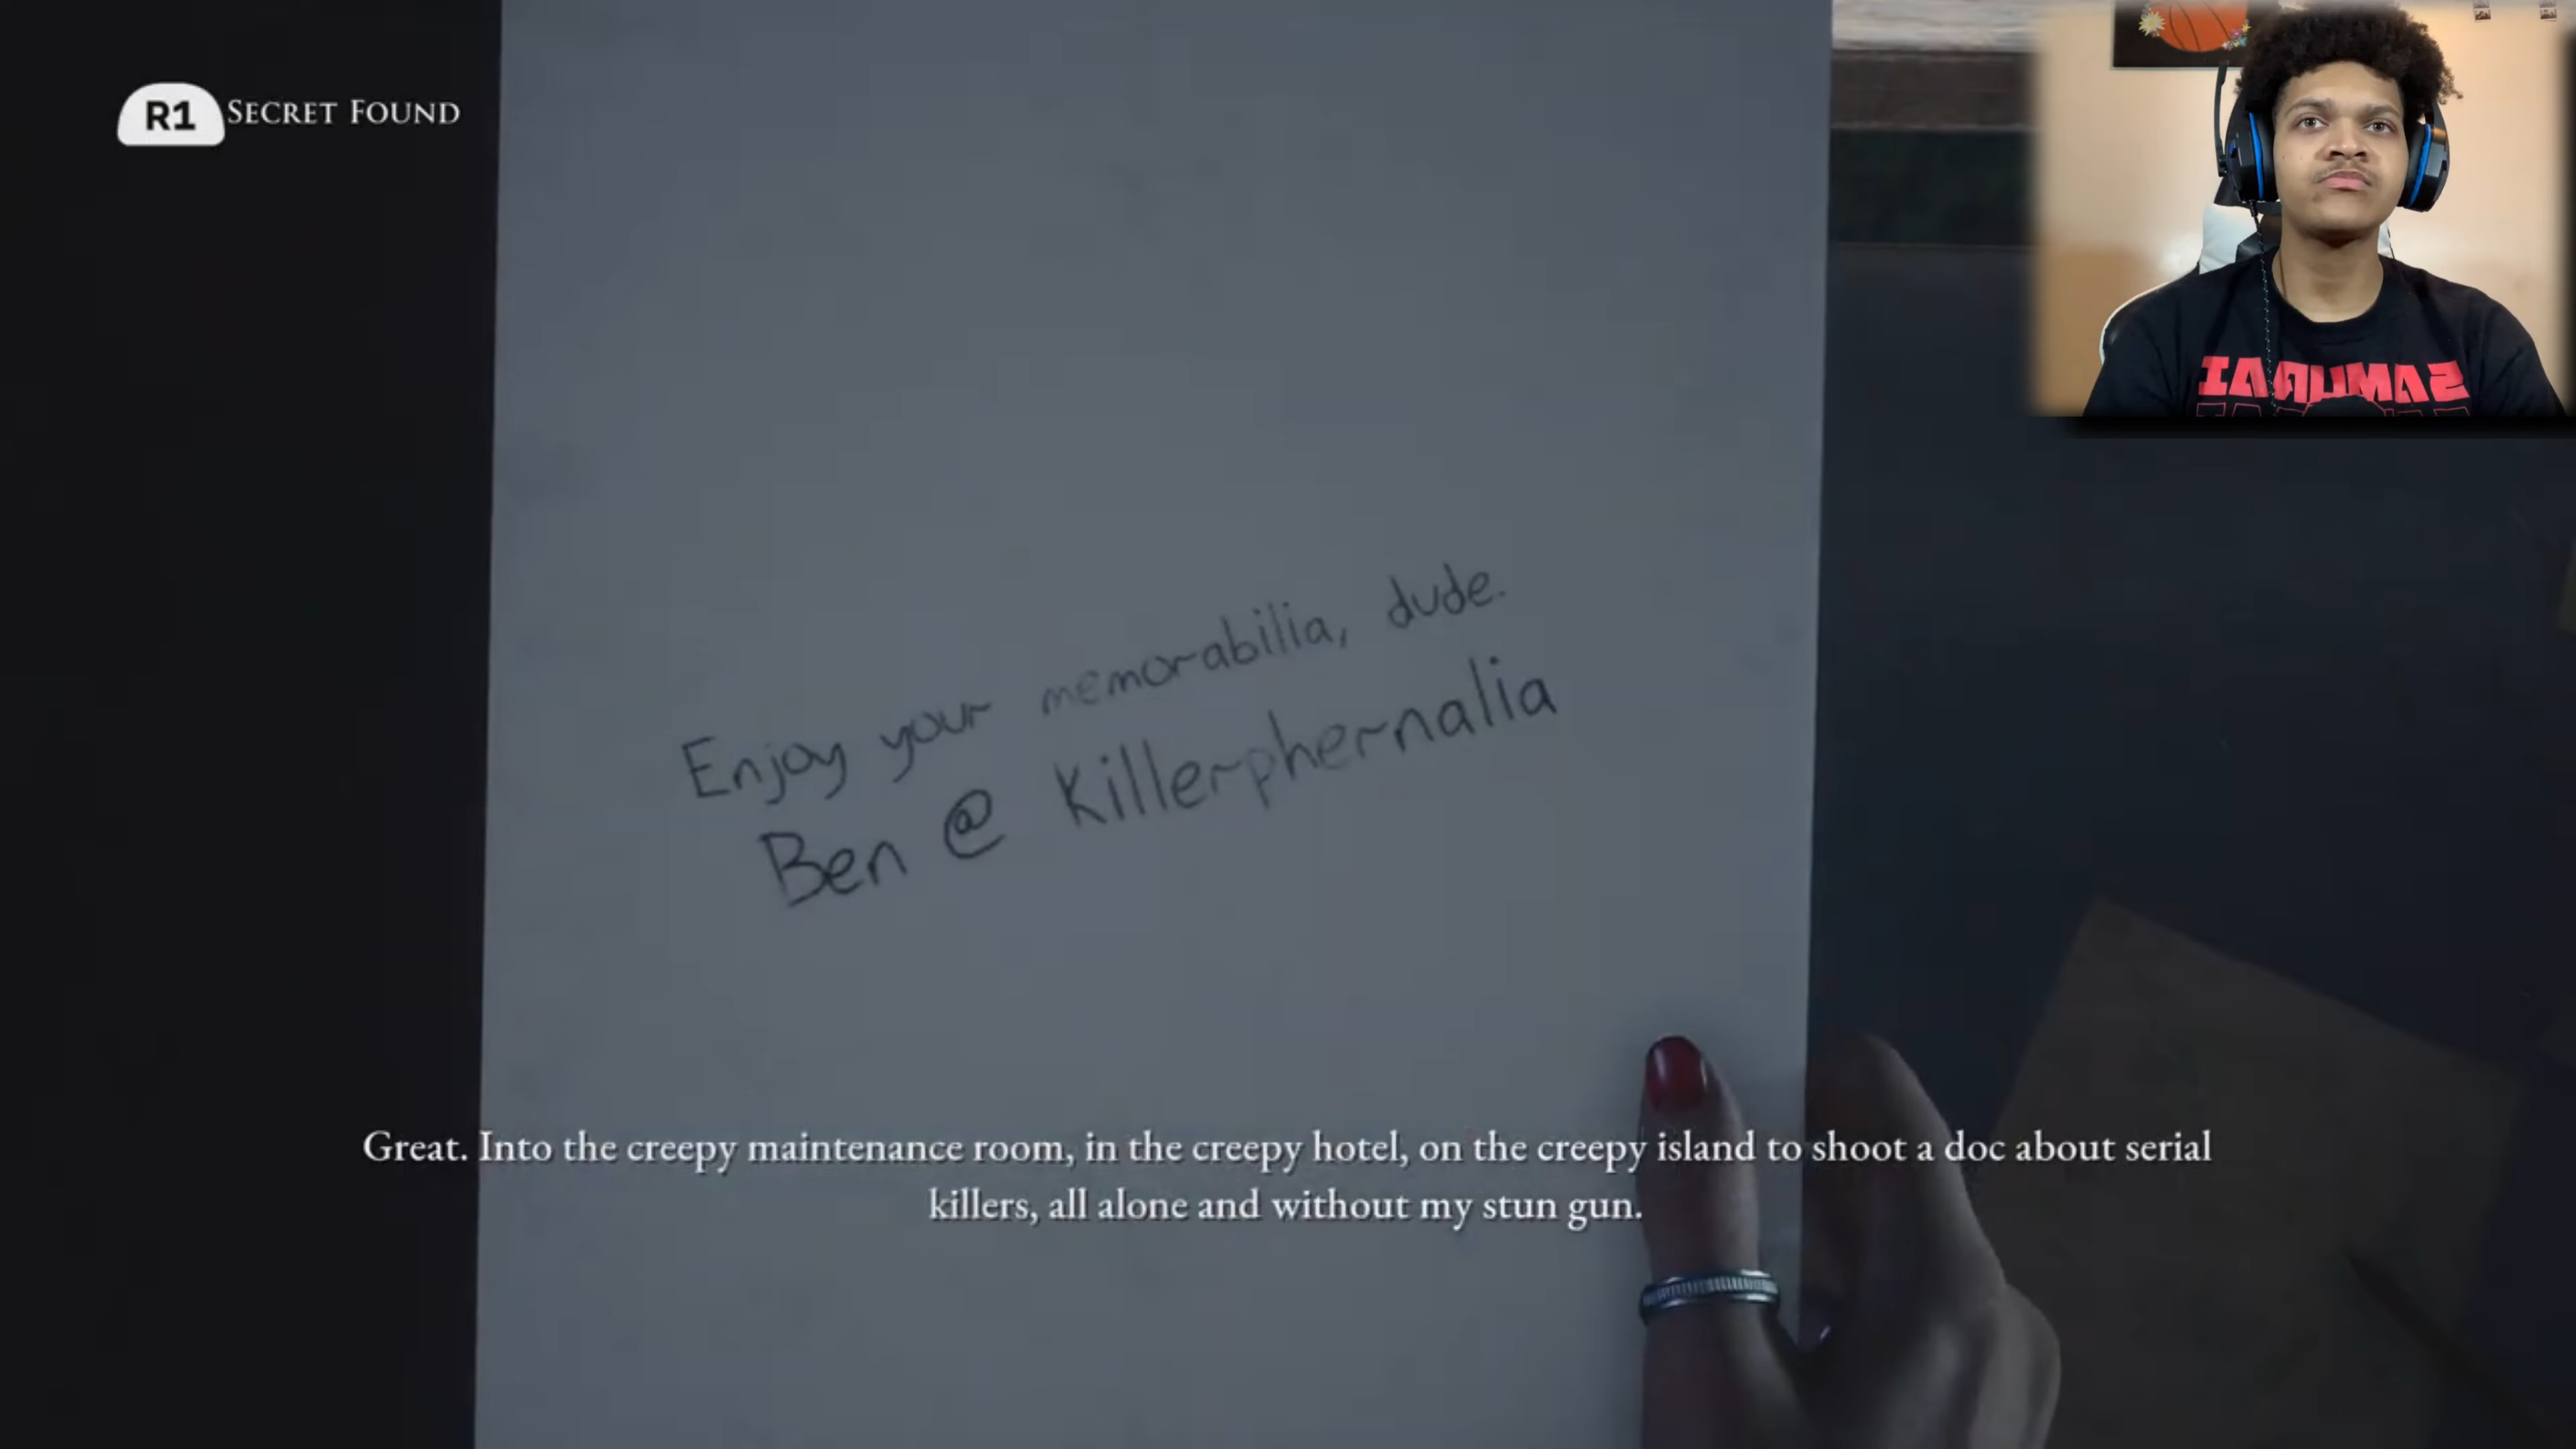 R1 SECRET FOUND
Enjoy your memorabilia, dude.
Ben @ Killerphernalia
Great. Into the creepy maintenance room, in the creepy hotel, on the creepy island to shoot a doc about serial
killers, all alone and without my stun gun.
SAMURAI